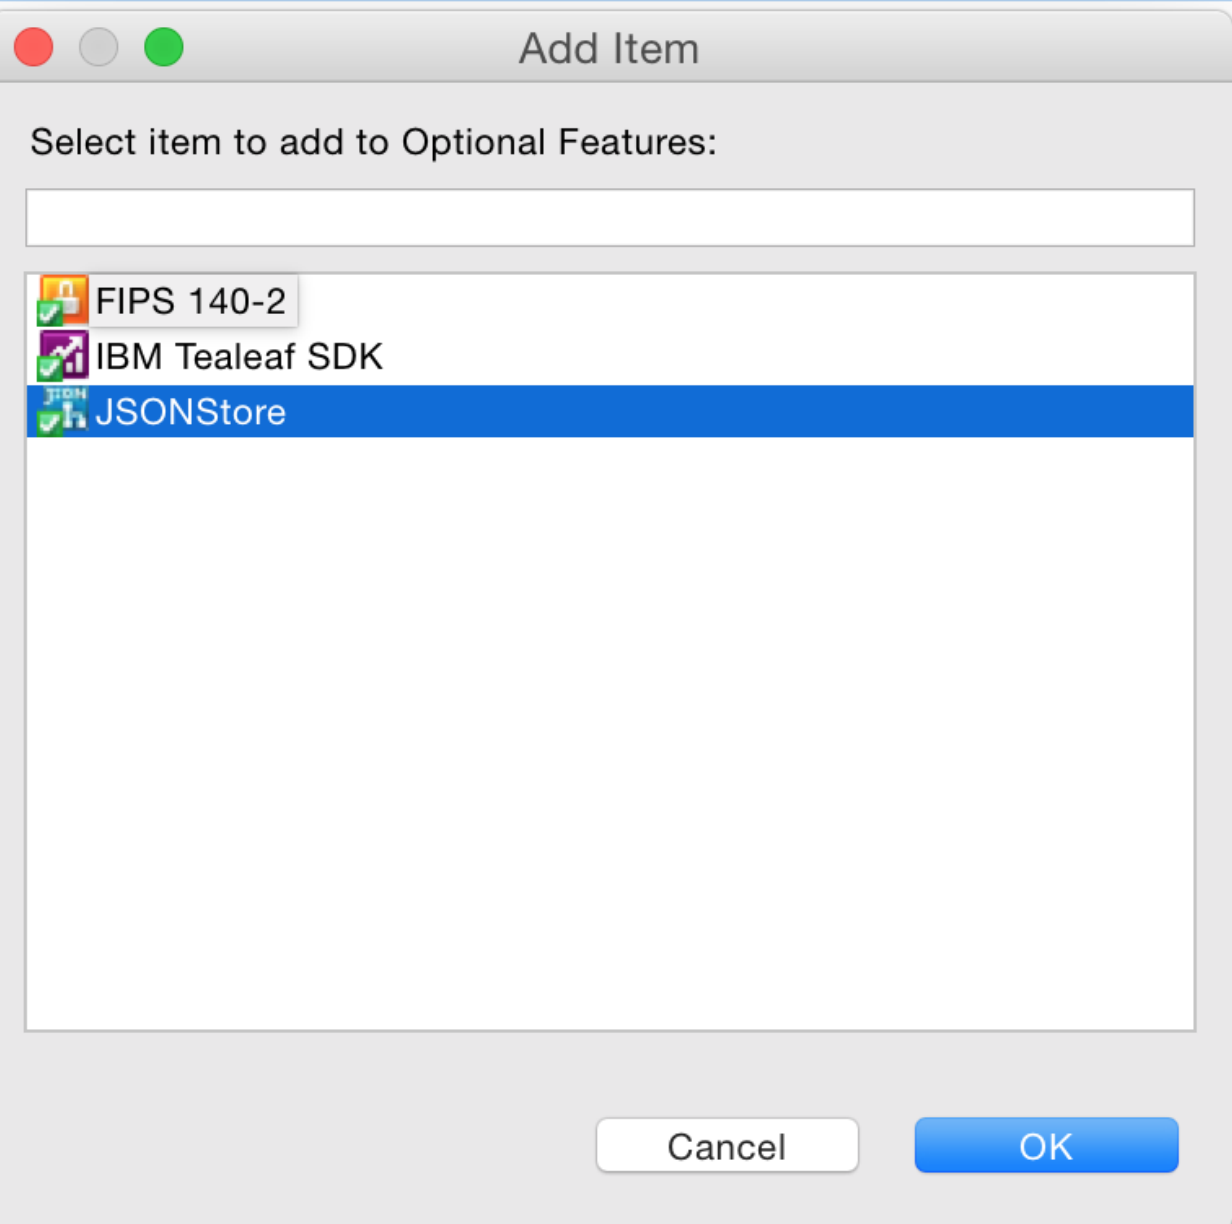 Add Item
Select item to add to Optional Features:
FIPS 140-2
IBM Tealeaf SDK
JSONStore
Cancel
OK